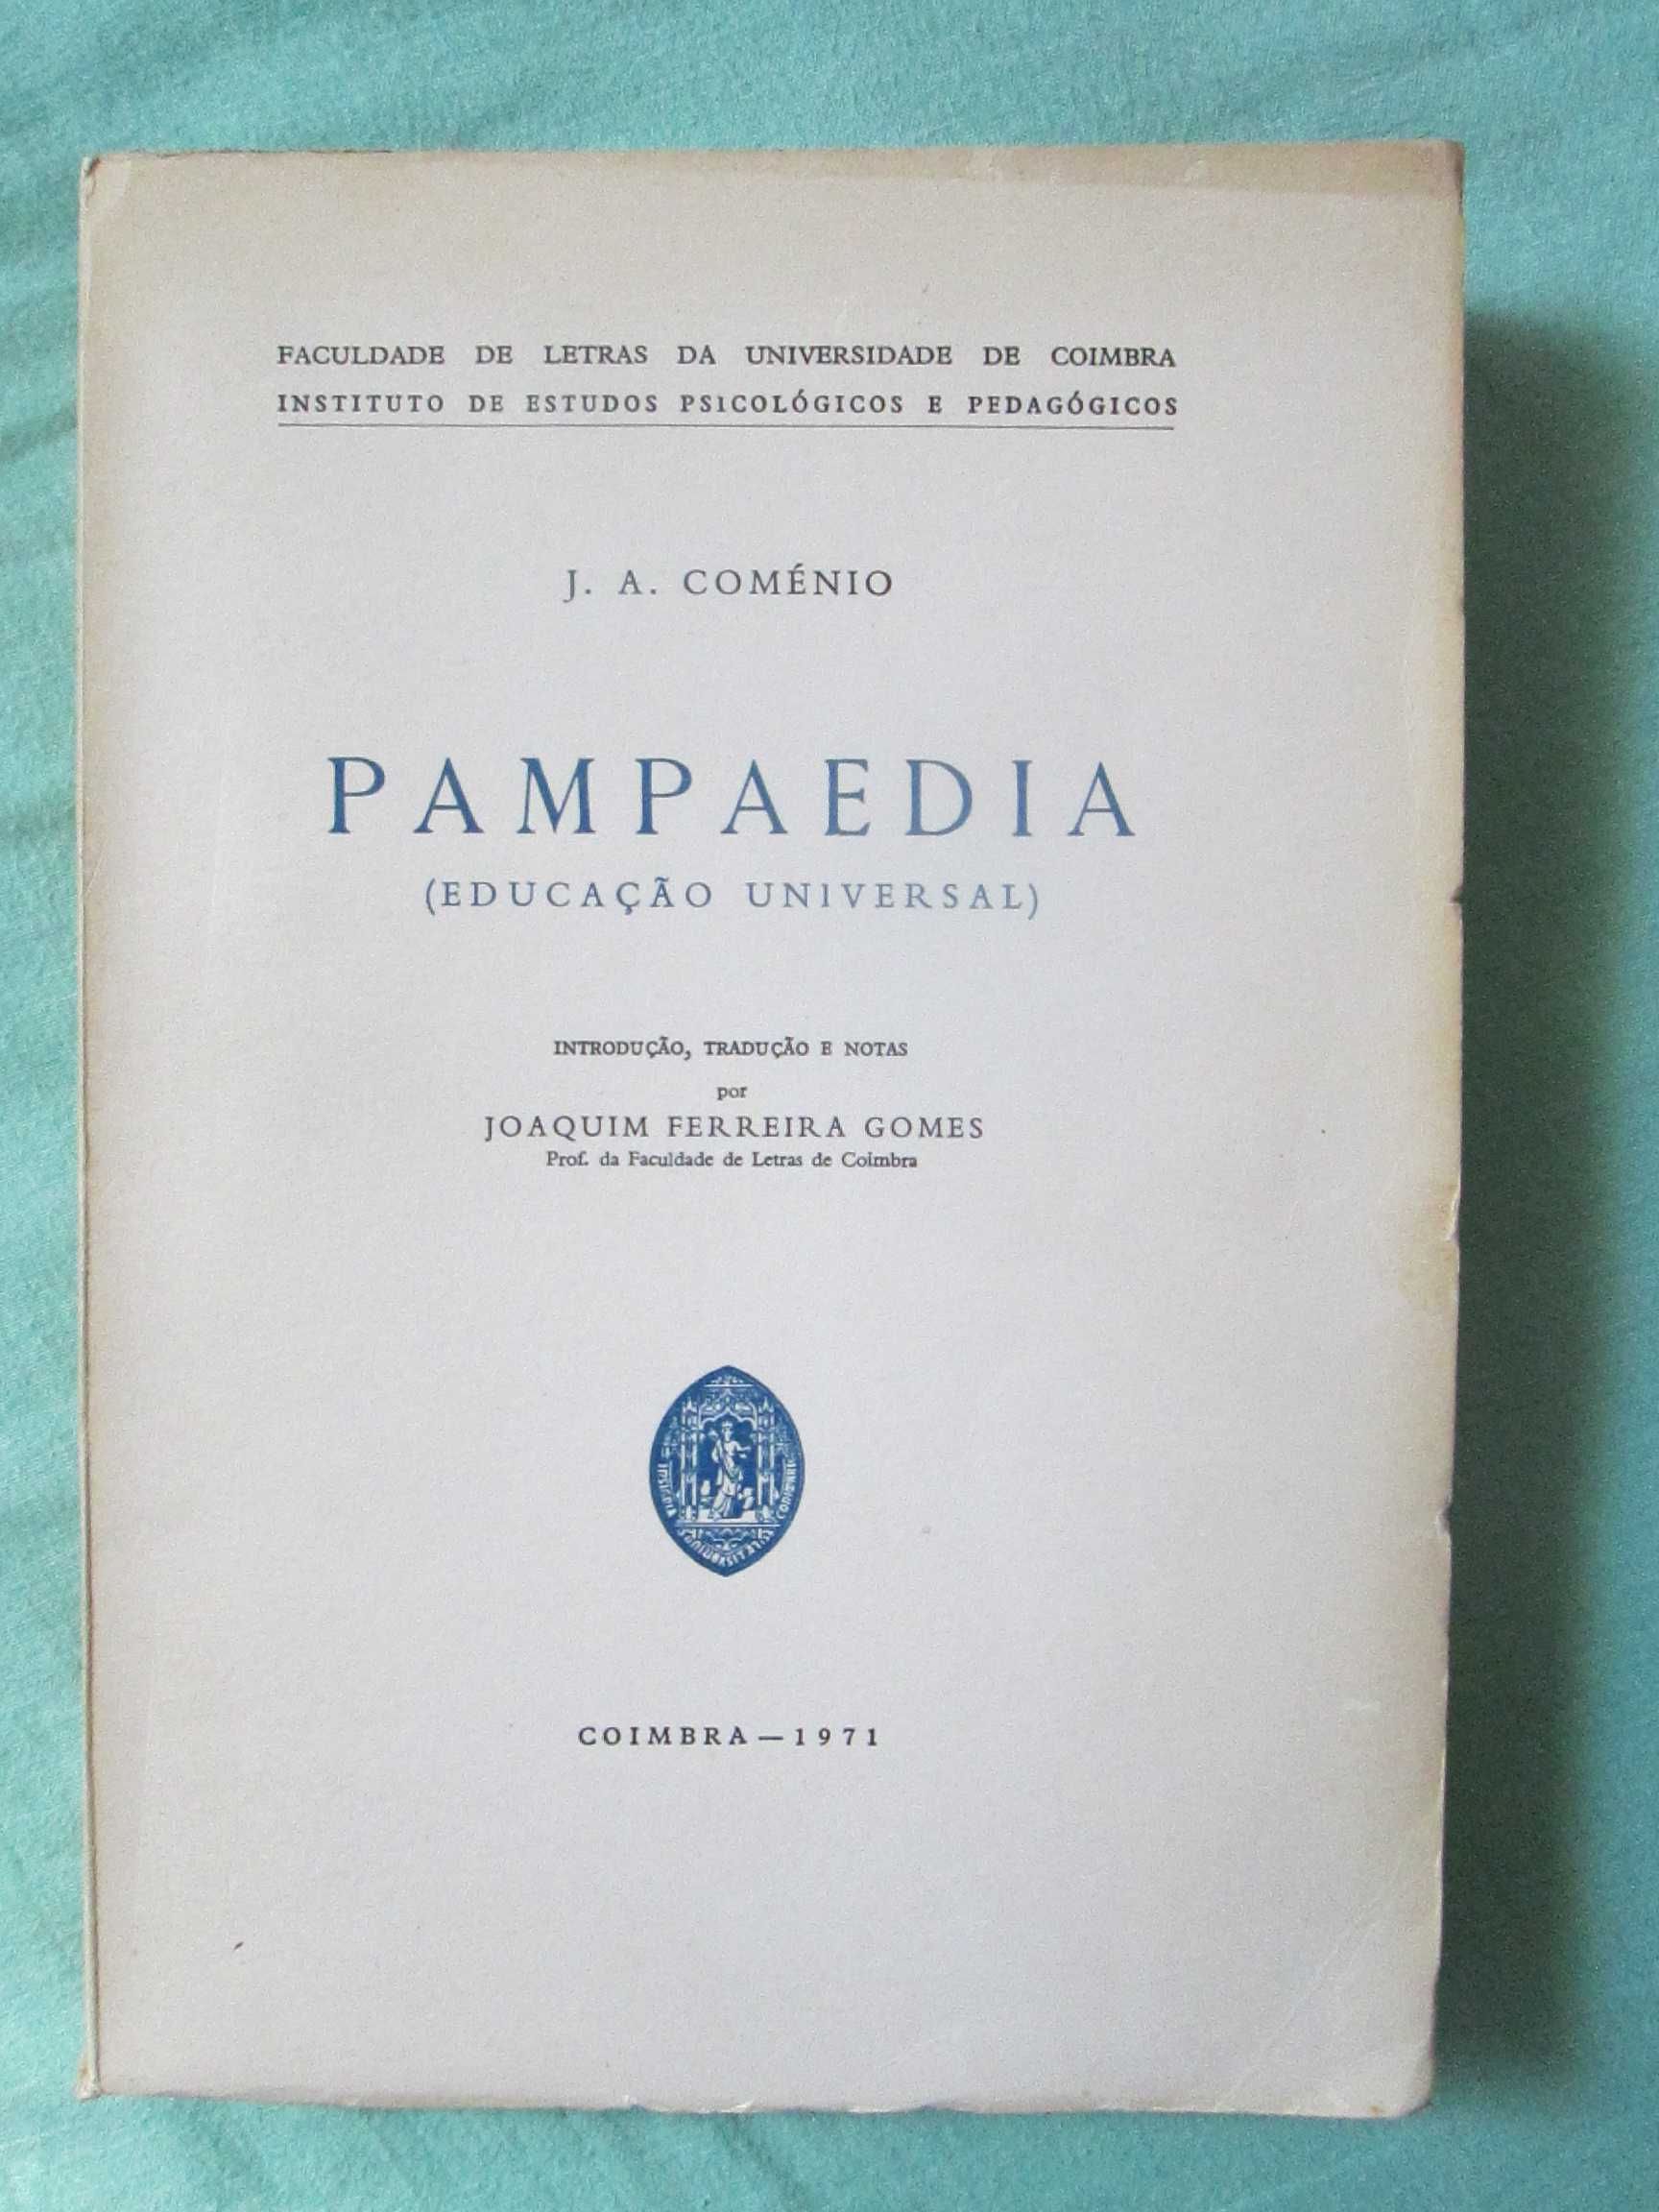 FACULDADE DE LETRAS DA UNIVERSIDADE DE COIMBRA
INSTITUTO DE ESTUDOS PSICOLÓGICOS E PEDAGÓGICOS
J. A. COMÉNIO
PAMPAEDIA
(EDUCAÇÃO UNIVERSAL)
INTRODUÇÃO, TRADUÇÃO E NOTAS
por
JOAQUIM FERREIRA GOMES
Prof. da Faculdade de Letras de Coimbra
COIMBRA — 1971